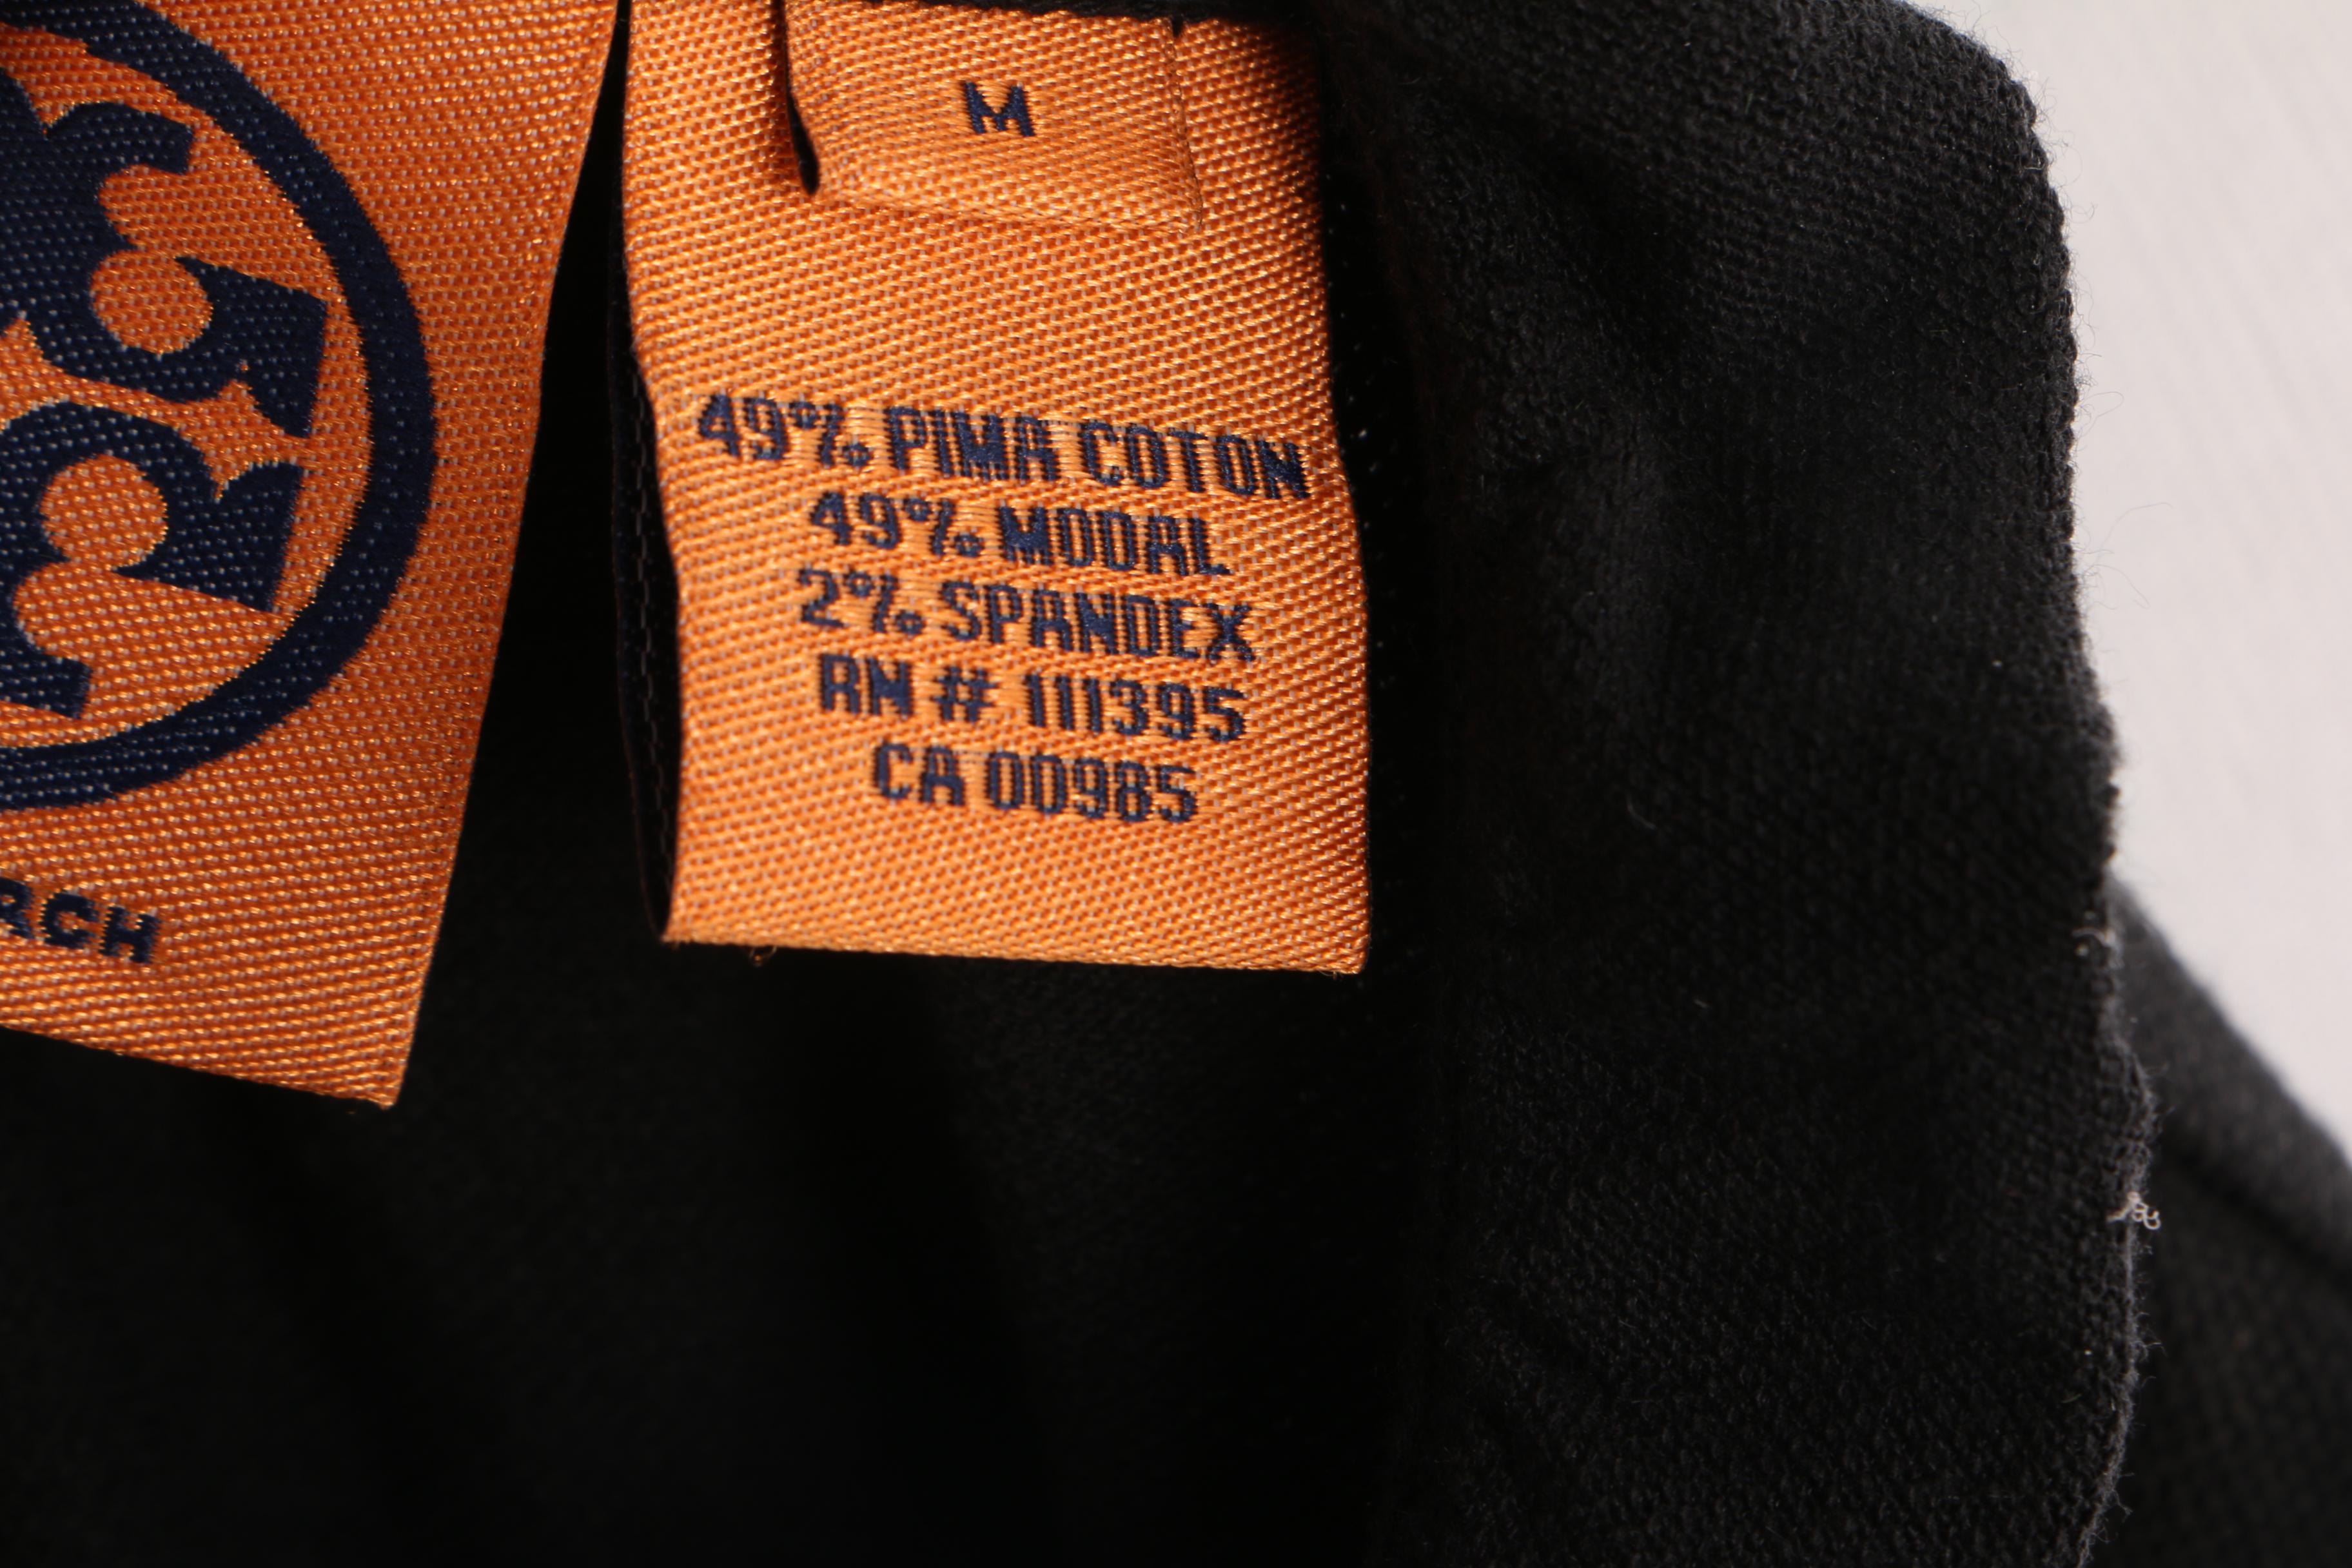 M
49% PIMA COTON
49% MODAL
2% SPANDEX
RN # 111395
CA 00985
RCH